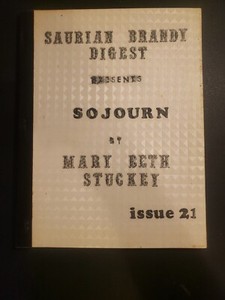 SAURIAN BRANDY
DIGEST
PRESENTS
SOJOURN
BY
MARY BETH
STUCKEY
issue 21